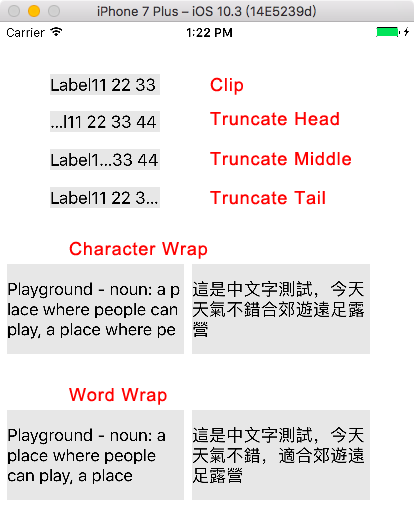 iPhone 7 Plus – iOS 10.3 (14E5239d)
Carrier 1:22 PM
Label11 22 33 Clip
...l11 22 33 44 Truncate Head
Label1...33 44 Truncate Middle
Label11 22 3... Truncate Tail
Character Wrap
Playground - noun: a p
lace where people can
play, a place where pe
這是中文字測試，今天
天氣不錯合郊遊遠足露
營
Word Wrap
Playground - noun: a
place where people
can play, a place
這是中文字測試，今天
天氣不錯，適合郊遊遠
足露營